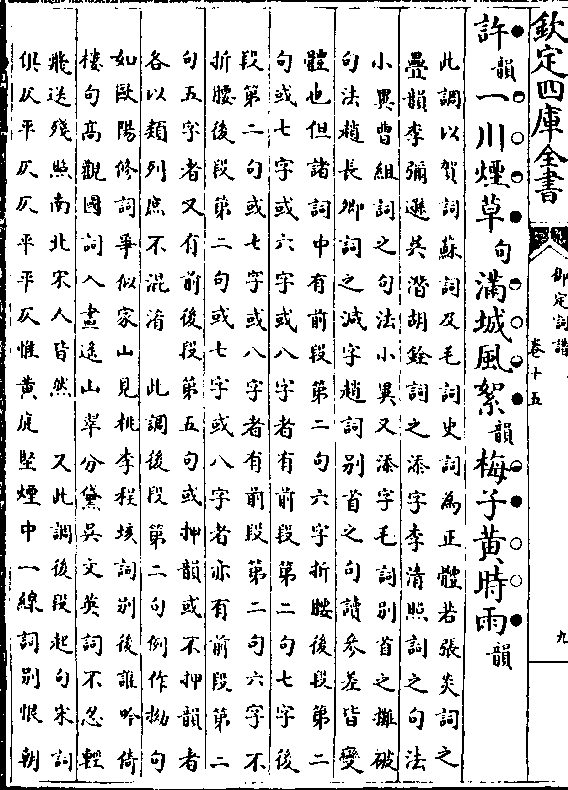 欽定四庫全書
御定詞譜
卷十五
九
許韻一川煙草句滿城風絮韻梅子黃時雨韻
此調以賀詞蘇詞及毛詞史詞為正體若張炎詞之
疊韻李彌遜吳潛胡銓詞之添字李清照詞之句法
小異曹組詞之句法小異又添字毛詞别首之攤破
句法趙長卿詞之減字趙詞别首之句讀參差皆變
體也但諸詞中有前段第二句六字折腰後段第二
句或七字或六字或八字者有前段第二句七字後
段第二句或七字或八字者有前段第二句六字不
折腰後段第二句或七字或八字者亦有前段第二
句五字者又有前後段第五句或押韻或不押韻者
各以類列庶不混淆 此調後段第二句例作拗句
如歐陽修詞爭似家山見桃李程垓詞别後誰吟倚
樓句高觀國詞入畫遙山翠分黛吳文英詞不忍輕
飛送殘照南北宋人皆然 又此調後段起句宋詞
俱仄平仄仄平平仄惟黃庭堅煙中一線詞别恨朝